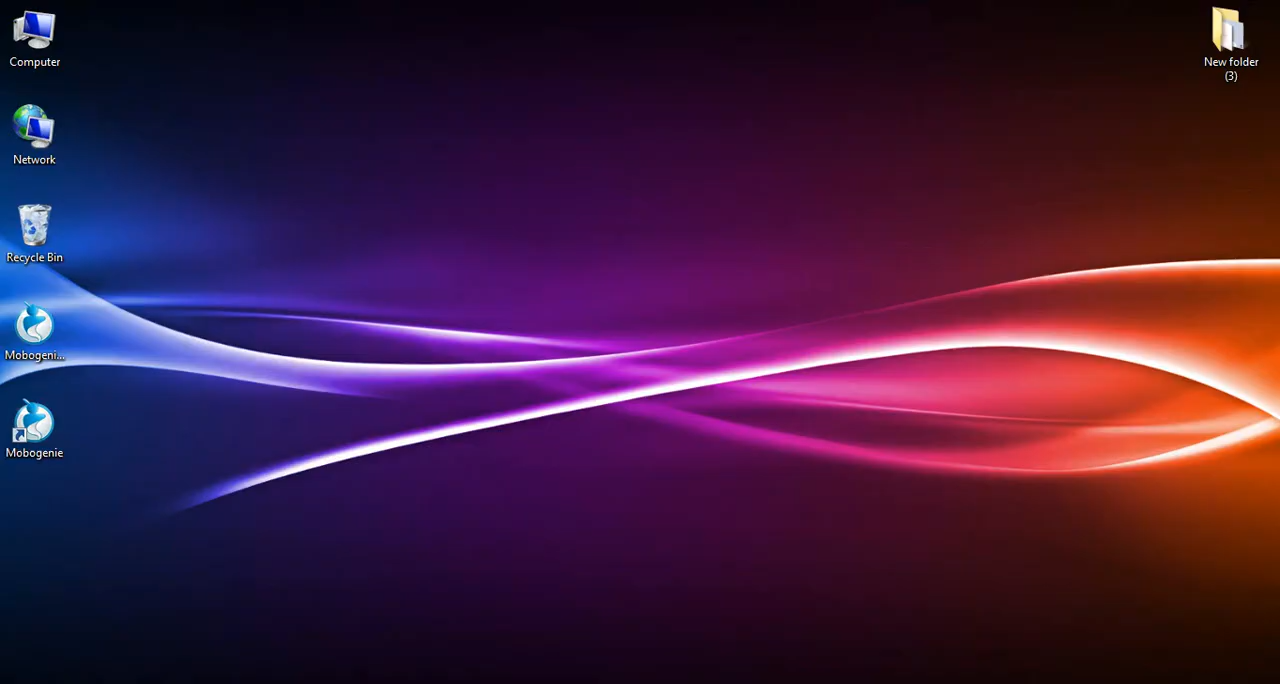 Computer
New folder
(3)
Network
Recycle Bin
Mobogeni...
Mobogenie